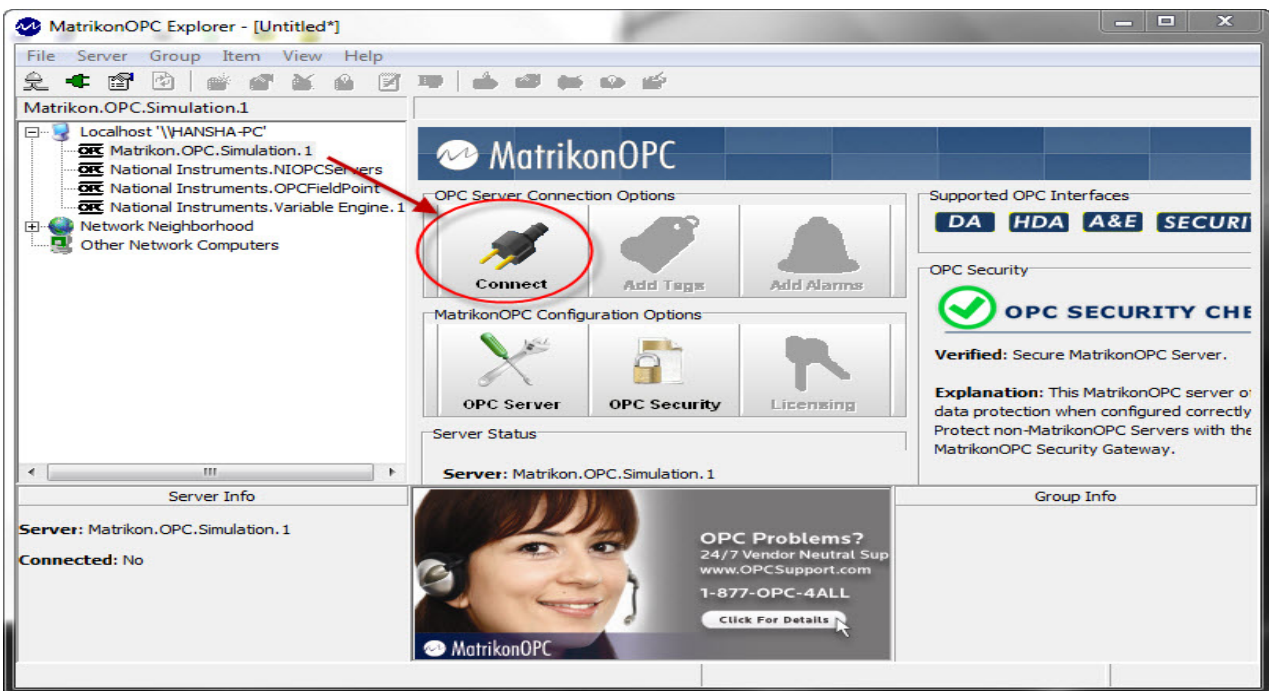 MatrikonOPC Explorer - [Untitled*]
File Server Group Item View Help
Matrikon.OPC.Simulation.1
Localhost '\\HANSHA-PC'
OPC Matrikon.OPC.Simulation.1
OPC National Instruments.NIOPCServers
OPC National Instruments.OPCFieldPoint
OPC National Instruments.Variable Engine.1
Network Neighborhood
Other Network Computers
MatrikonOPC
OPC Server Connection Options
Connect Add Tags Add Alarms
MatrikonOPC Configuration Options
OPC Server OPC Security Licensing
Server Status
Server: Matrikon.OPC.Simulation.1
Supported OPC Interfaces
DA HDA A&E SECURI
OPC Security
OPC SECURITY CHE
Verified: Secure MatrikonOPC Server.
Explanation: This MatrikonOPC server o
data protection when configured correctly
Protect non-MatrikonOPC Servers with the
MatrikonOPC Security Gateway.
Server Info
Server: Matrikon.OPC.Simulation.1
Connected: No
OPC Problems?
24/7 Vendor Neutral Sup
www.OPCSupport.com
1-877-OPC-4ALL
Click For Details
MatrikonOPC
Group Info